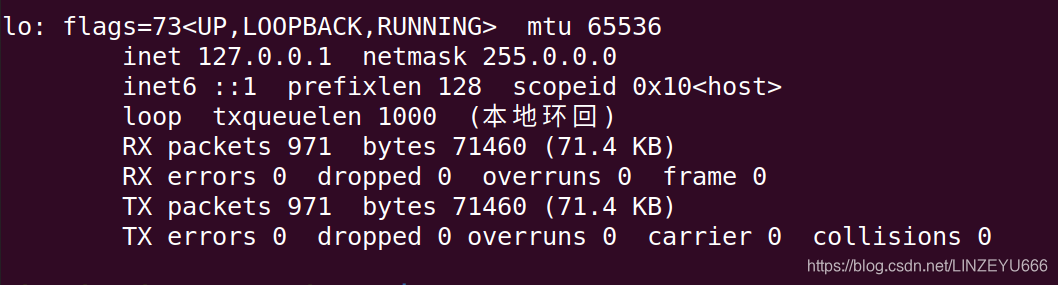 lo: flags=73<UP,LOOPBACK,RUNNING>  mtu 65536
        inet 127.0.0.1  netmask 255.0.0.0
        inet6 ::1  prefixlen 128  scopeid 0x10<host>
        loop  txqueuelen 1000  (本地环回)
        RX packets 971  bytes 71460 (71.4 KB)
        RX errors 0  dropped 0  overruns 0  frame 0
        TX packets 971  bytes 71460 (71.4 KB)
        TX errors 0  dropped 0 overruns 0  carrier 0  collisions 0
https://blog.csdn.net/LINZEYU666